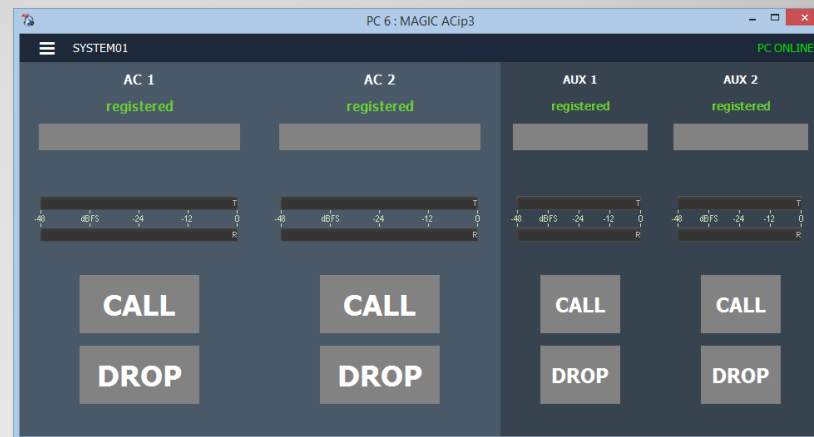 PC 6 : MAGIC ACip3
SYSTEM01 PC ONLINE
AC 1 AC 2 AUX 1 AUX 2
registered registered registered registered
T T T T
-48 dBFS -24 -12 0 -48 dBFS -24 -12 0 -48 dBFS -24 -12 0 -48 dBFS -24 -12 0
R R R R
CALL CALL CALL CALL
DROP DROP DROP DROP